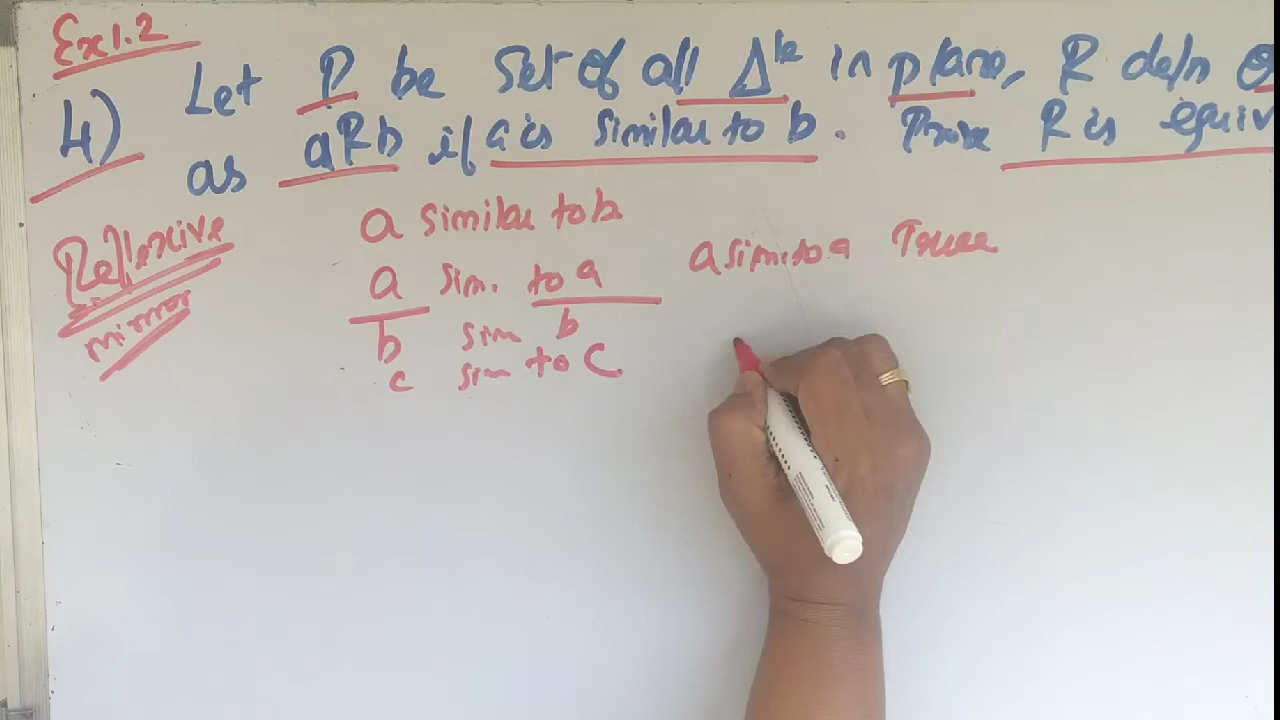 Ex1.2
4) Let P be set of all Δle in plane, R defn
as aRb if a is similar to b. Prove R is equiv
Reflexive
mirror
a similar to b
a sim. to a
b sim b
c sim to C
a sim. to a True